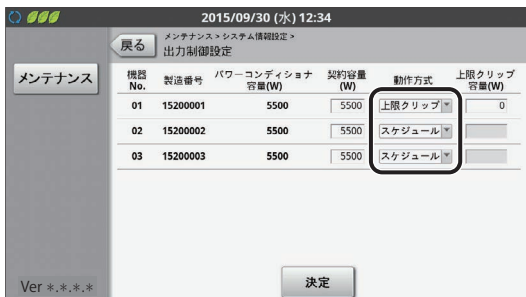 2015/09/30 (水) 12:34
戻る
メンテナンス > システム情報設定 >
出力制御設定
メンテナンス
機器No. 製造番号 パワーコンディショナ容量(W) 契約容量(W) 動作方式 上限クリップ容量(W)
01 15200001 5500 5500 上限クリップ 0
02 15200002 5500 5500 スケジュール
03 15200003 5500 5500 スケジュール
決定
Ver *.*.*.*